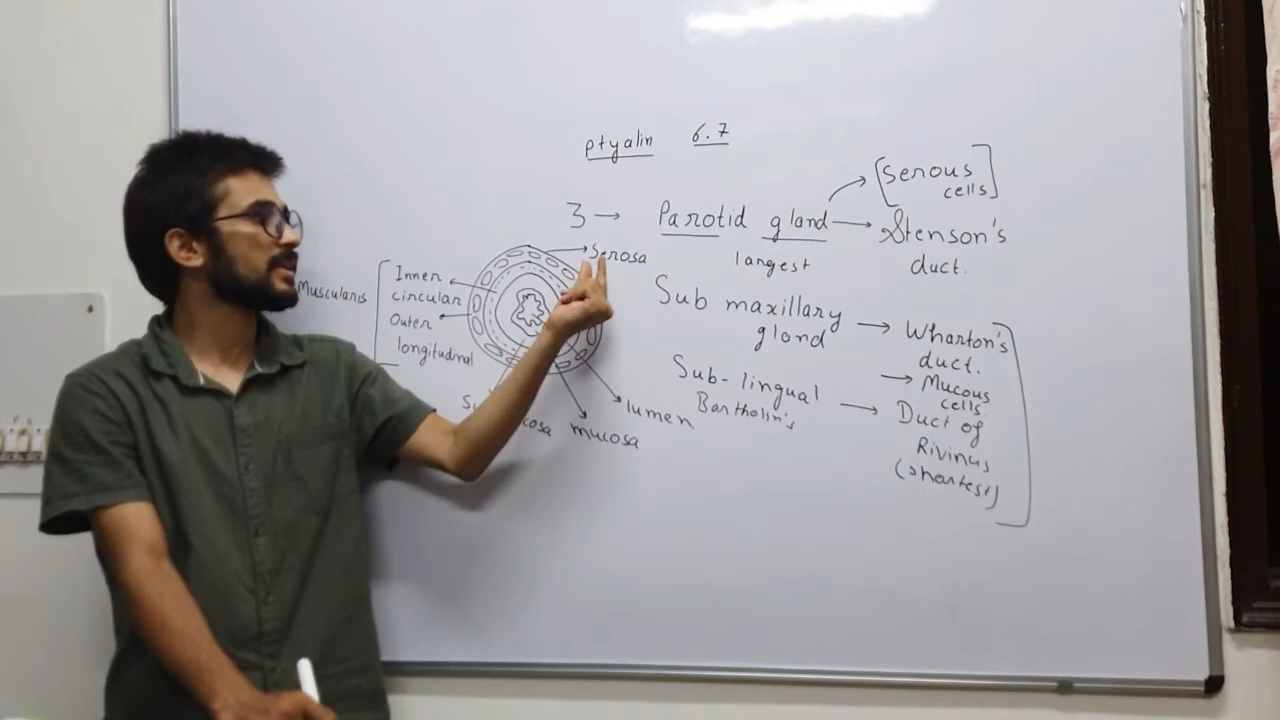 ptyalin 6.7
3 → Parotid gland → Stenson's
duct.
[Serous
cells]
largest
Serosa
Muscularis
Inner
circular
Outer
longitudinal
mucosa
lumen
Sub maxillary
gland
→ Wharton's
duct.
→ Mucous
cells.
Sub-lingual
Bartholin's
→ Duct of
Rivinus
(shortest)